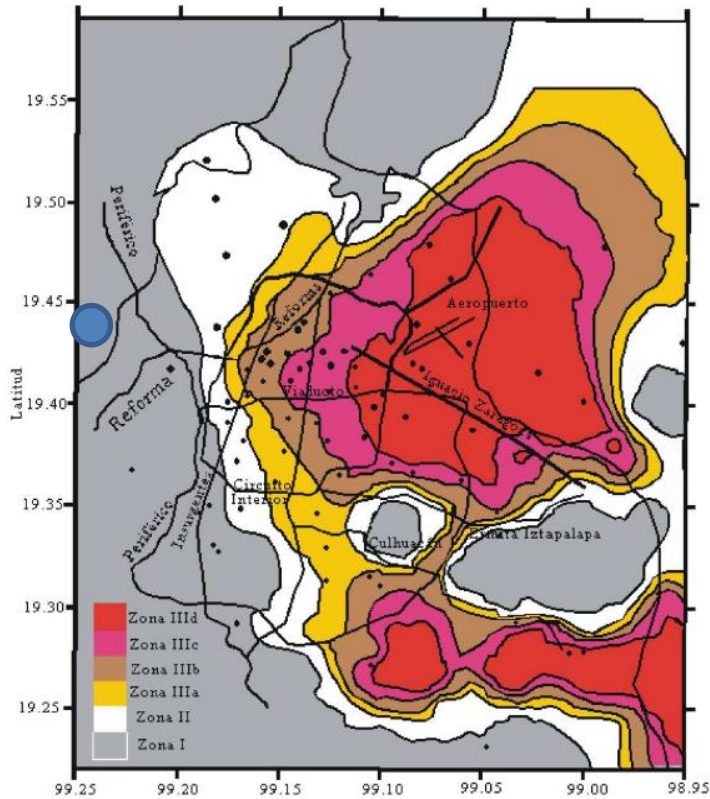 19.55
19.50
19.45
19.40
19.35
19.30
19.25
Latitud
Periférico
Reforma
Aeropuerto
Reforma
Viaducto
Ignacio Zaragoza
Circuito
Interior
Insurgentes
Periférico
Culhuacán
Ermita Iztapalapa
Zona IIId
Zona IIIc
Zona IIIb
Zona IIIa
Zona II
Zona I
99.25 99.20 99.15 99.10 99.05 99.00 98.95